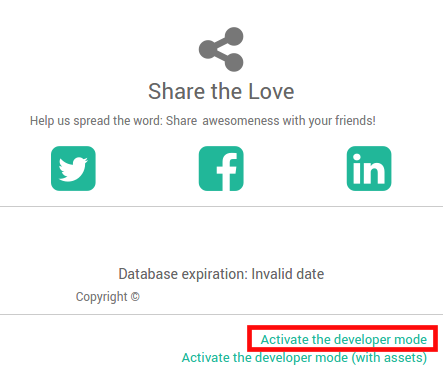 Share the Love
Help us spread the word: Share awesomeness with your friends!
Database expiration: Invalid date
Copyright ©
Activate the developer mode
Activate the developer mode (with assets)